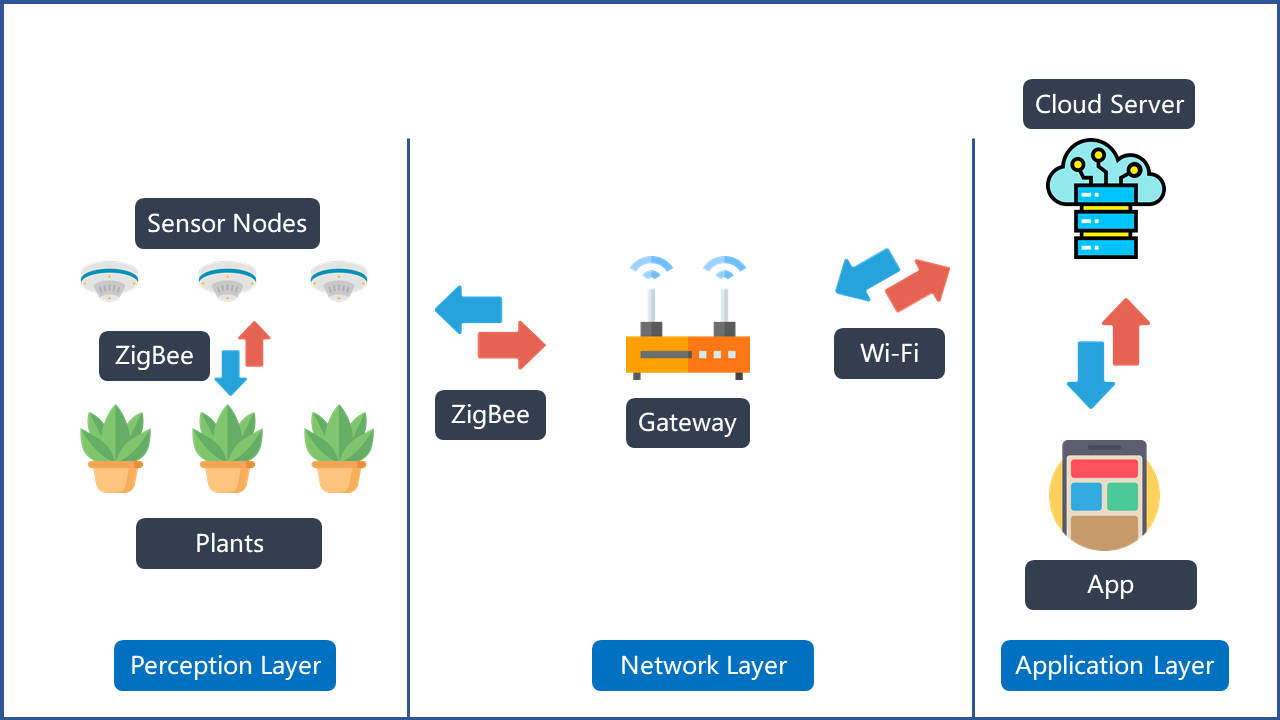 Cloud Server
Sensor Nodes
ZigBee
Wi-Fi
ZigBee
Gateway
Plants
App
Perception Layer
Network Layer
Application Layer